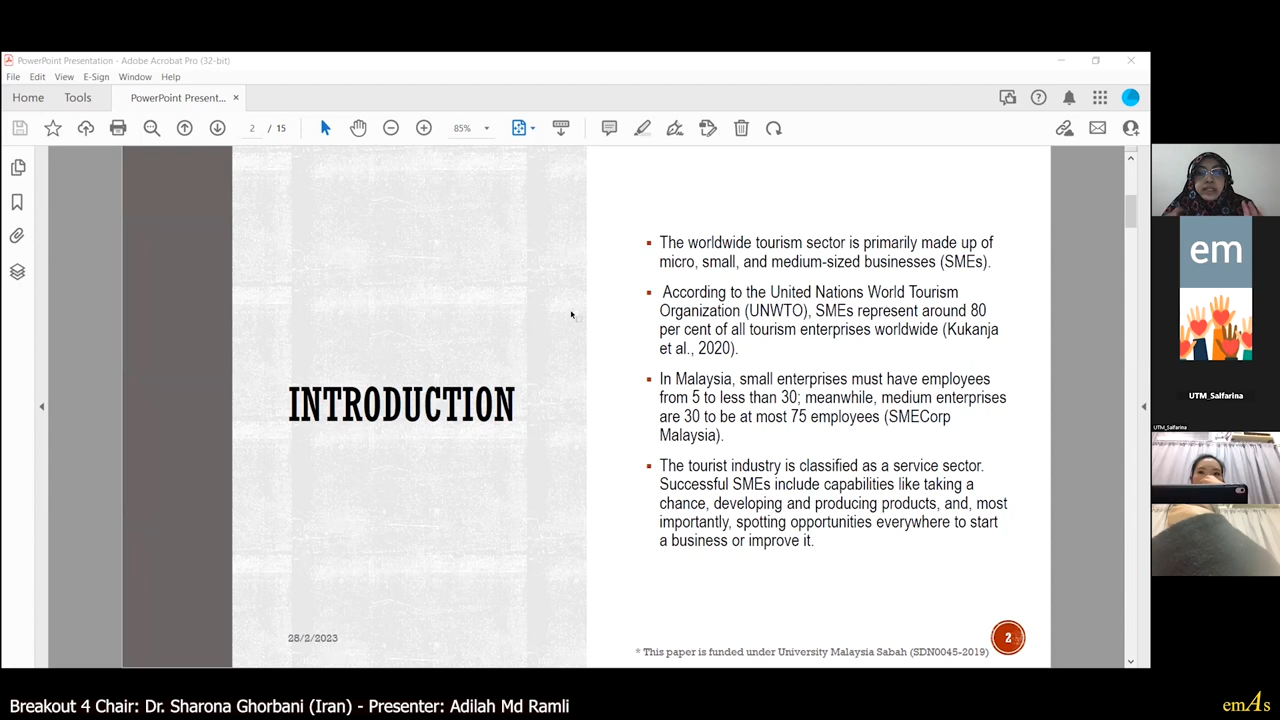 PowerPoint Presentation - Adobe Acrobat Pro (32-bit)
File Edit View E-Sign Window Help
Home Tools PowerPoint Present... ×
2 / 15 85%
INTRODUCTION
28/2/2023
▪ The worldwide tourism sector is primarily made up of
micro, small, and medium-sized businesses (SMEs).
▪ According to the United Nations World Tourism
Organization (UNWTO), SMEs represent around 80
per cent of all tourism enterprises worldwide (Kukanja
et al., 2020).
▪ In Malaysia, small enterprises must have employees
from 5 to less than 30; meanwhile, medium enterprises
are 30 to be at most 75 employees (SMECorp
Malaysia).
▪ The tourist industry is classified as a service sector.
Successful SMEs include capabilities like taking a
chance, developing and producing products, and, most
importantly, spotting opportunities everywhere to start
a business or improve it.
2
* This paper is funded under University Malaysia Sabah (SDN0045-2019)
em
UTM_Salfarina
UTM_Salfarina
Breakout 4 Chair: Dr. Sharona Ghorbani (Iran) - Presenter: Adilah Md Ramli
emAs